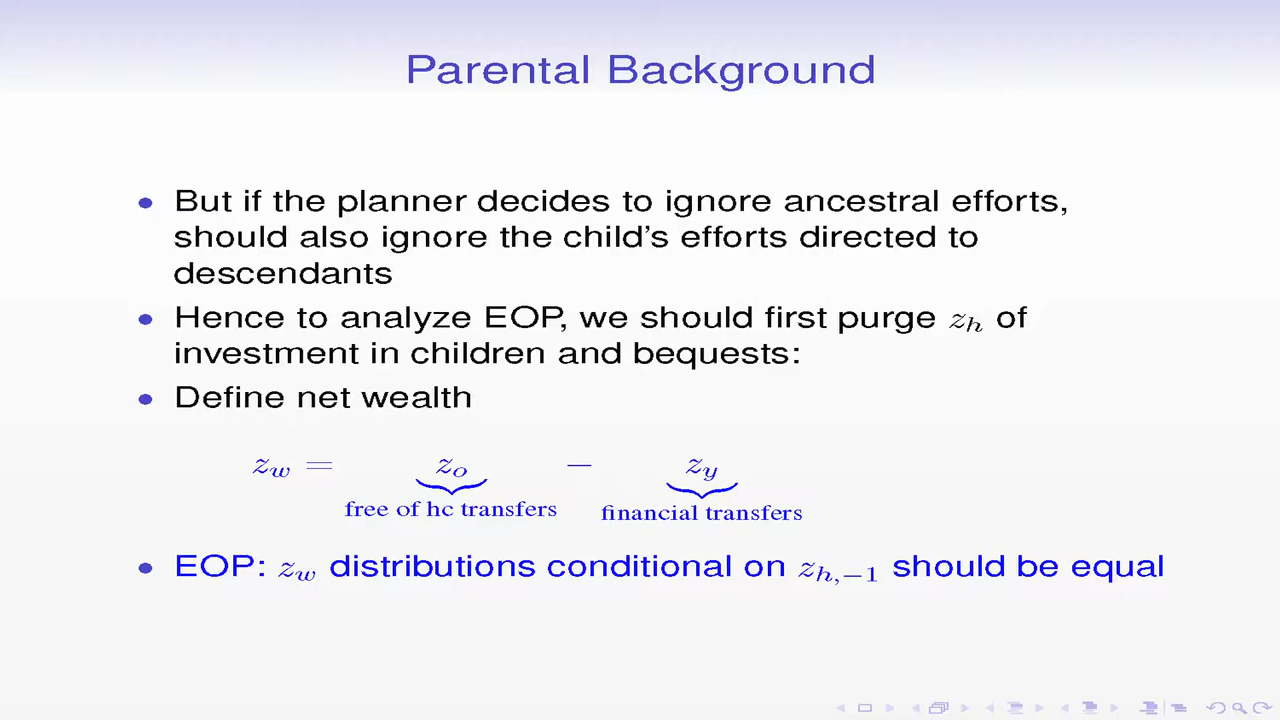 Parental Background
• But if the planner decides to ignore ancestral efforts,
should also ignore the child's efforts directed to
descendants
• Hence to analyze EOP, we should first purge z_h of
investment in children and bequests:
• Define net wealth
z_w = z_o − z_y
free of hc transfers financial transfers
• EOP: z_w distributions conditional on z_{h,−1} should be equal